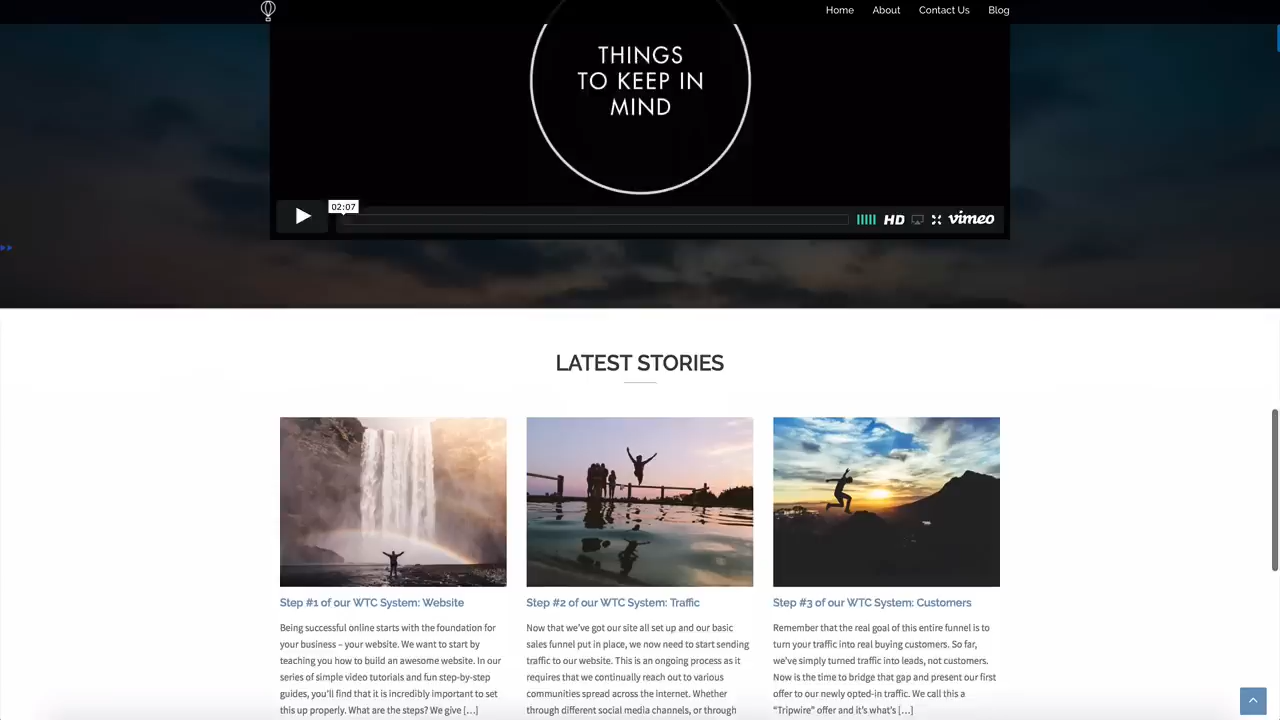 Home About Contact Us Blog
THINGS
TO KEEP IN
MIND
02:07
HD vimeo
LATEST STORIES
Step #1 of our WTC System: Website
Being successful online starts with the foundation for
your business – your website. We want to start by
teaching you how to build an awesome website. In our
series of simple video tutorials and fun step-by-step
guides, you'll find that it is incredibly important to set
this up properly. What are the steps? We give [...]
Step #2 of our WTC System: Traffic
Now that we've got our site all set up and our basic
sales funnel put in place, we now need to start sending
traffic to our website. This is an ongoing process as it
requires that we continually reach out to various
communities spread across the Internet. Whether
through different social media channels, or through
Step #3 of our WTC System: Customers
Remember that the real goal of this entire funnel is to
turn your traffic into real buying customers. So far,
we've simply turned traffic into leads, not customers.
Now is the time to bridge that gap and present our first
offer to our newly opted-in traffic. We call this a
"Tripwire" offer and it's what's [...]